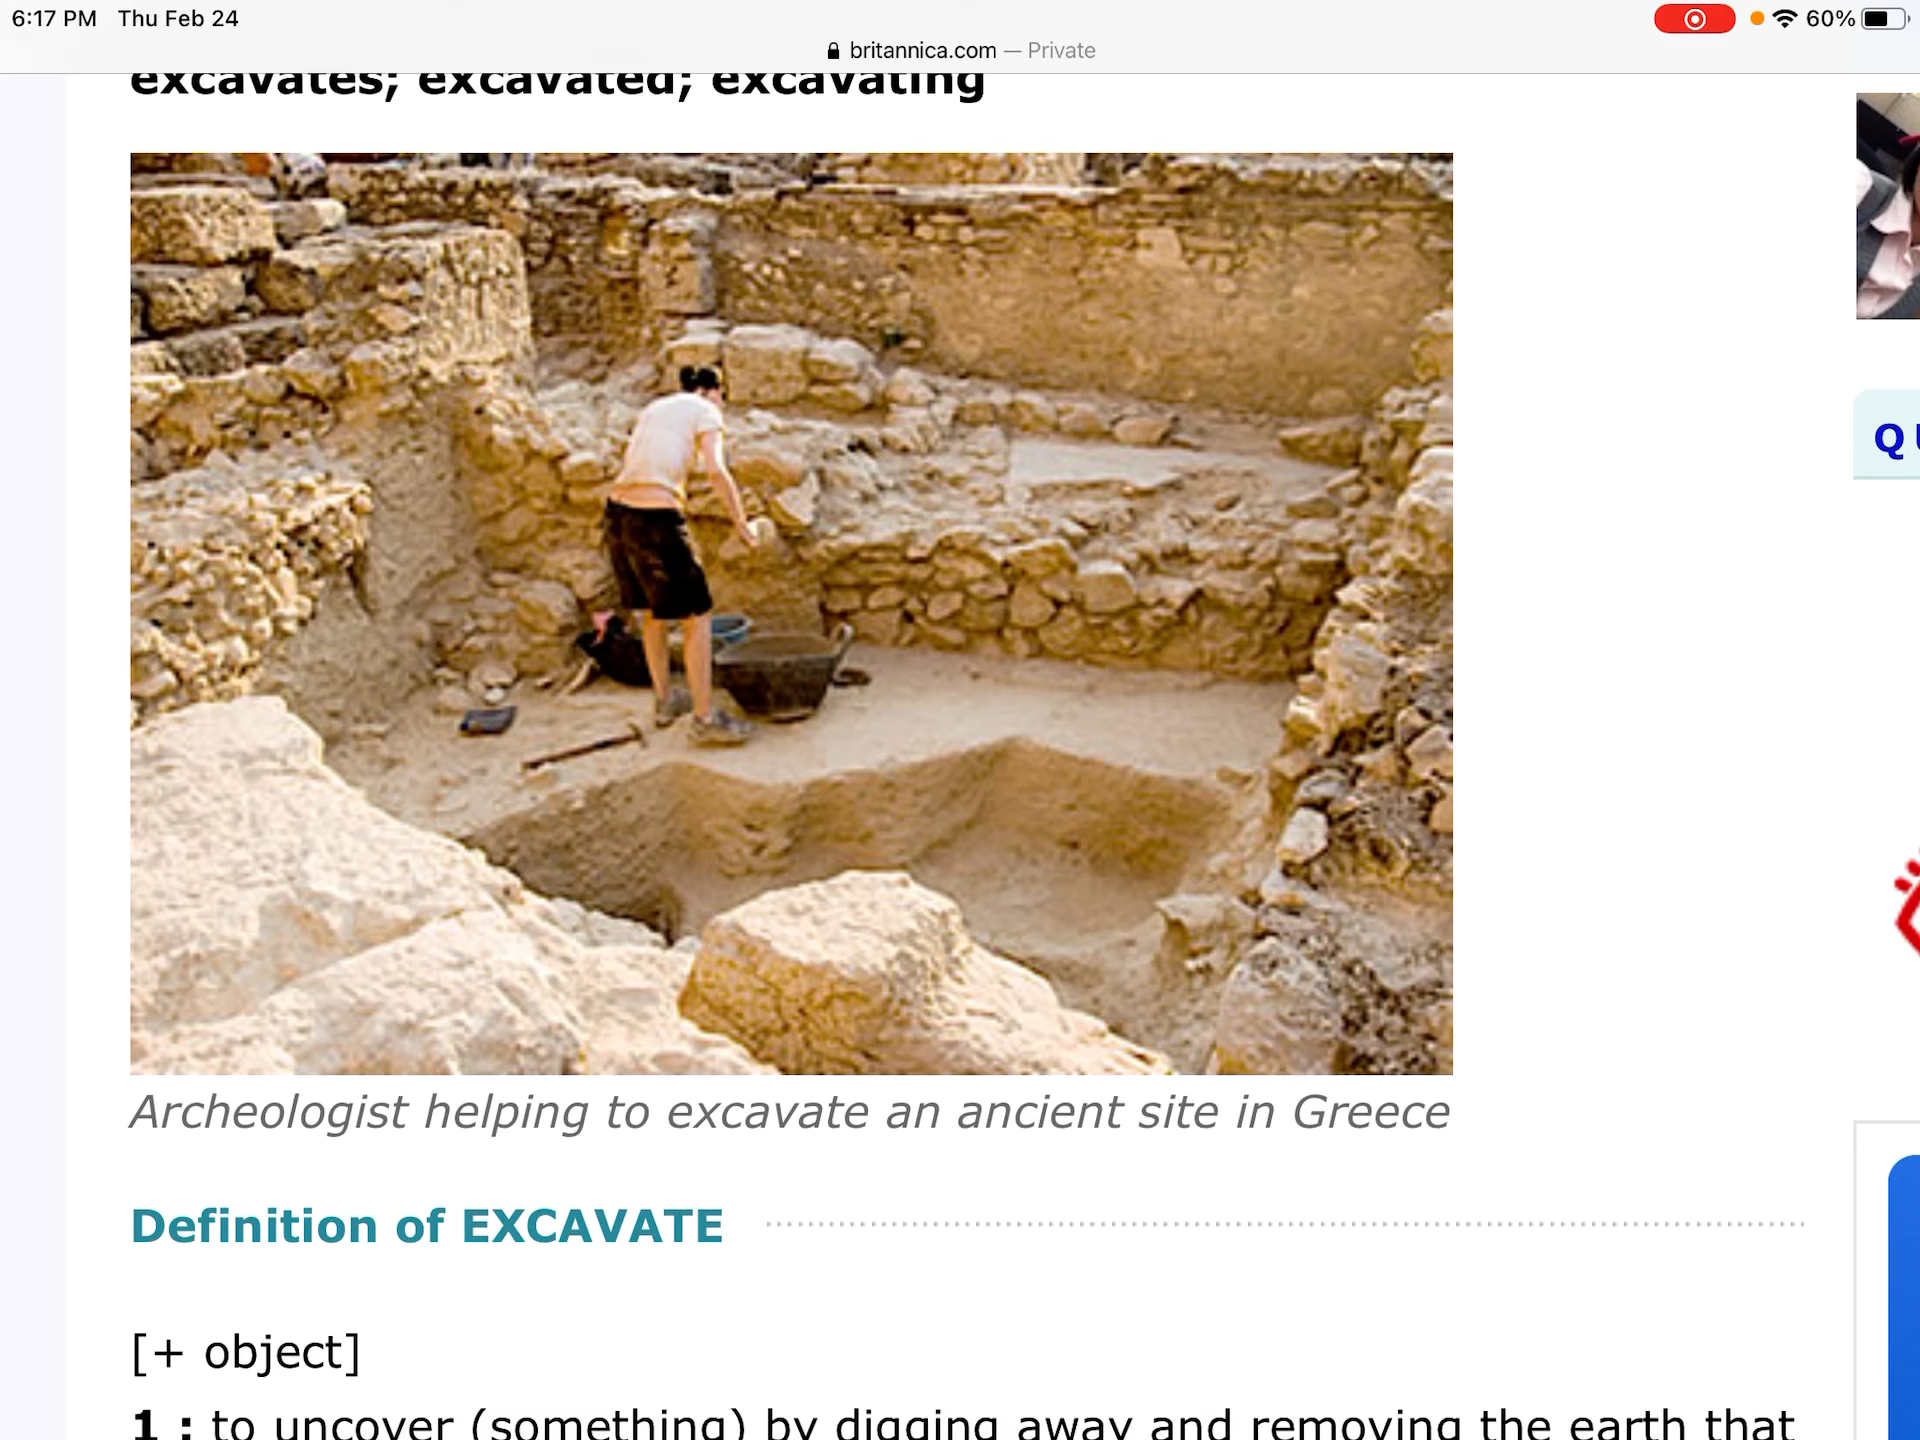 6:17 PM Thu Feb 24
60%
britannica.com — Private
excavates; excavated; excavating
Archeologist helping to excavate an ancient site in Greece
Definition of EXCAVATE
[+ object]
1 : to uncover (something) by digging away and removing the earth that